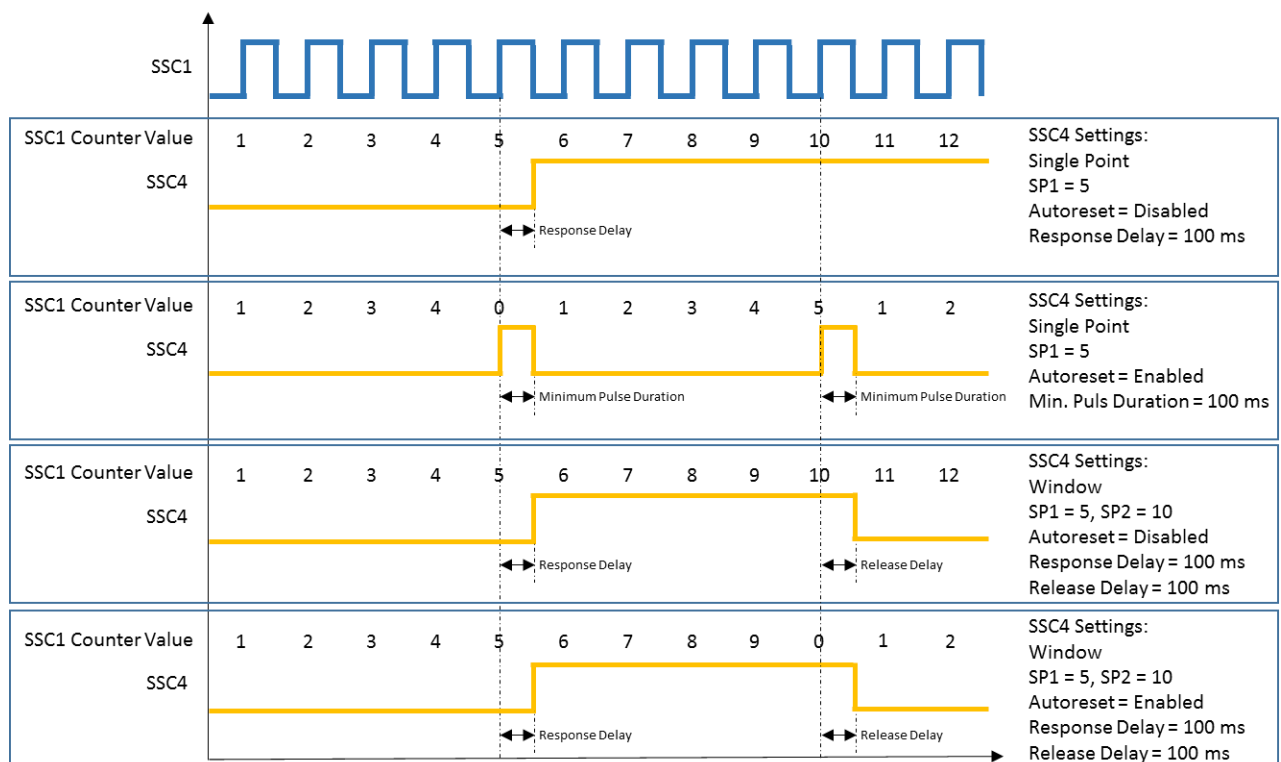 SSC1
SSC1 Counter Value 1 2 3 4 5 6 7 8 9 10 11 12
SSC4
Response Delay
SSC4 Settings:
Single Point
SP1 = 5
Autoreset = Disabled
Response Delay = 100 ms
SSC1 Counter Value 1 2 3 4 0 1 2 3 4 5 1 2
SSC4
Minimum Pulse Duration Minimum Pulse Duration
SSC4 Settings:
Single Point
SP1 = 5
Autoreset = Enabled
Min. Puls Duration = 100 ms
SSC1 Counter Value 1 2 3 4 5 6 7 8 9 10 11 12
SSC4
Response Delay Release Delay
SSC4 Settings:
Window
SP1 = 5, SP2 = 10
Autoreset = Disabled
Response Delay = 100 ms
Release Delay = 100 ms
SSC1 Counter Value 1 2 3 4 5 6 7 8 9 0 1 2
SSC4
Response Delay Release Delay
SSC4 Settings:
Window
SP1 = 5, SP2 = 10
Autoreset = Enabled
Response Delay = 100 ms
Release Delay = 100 ms